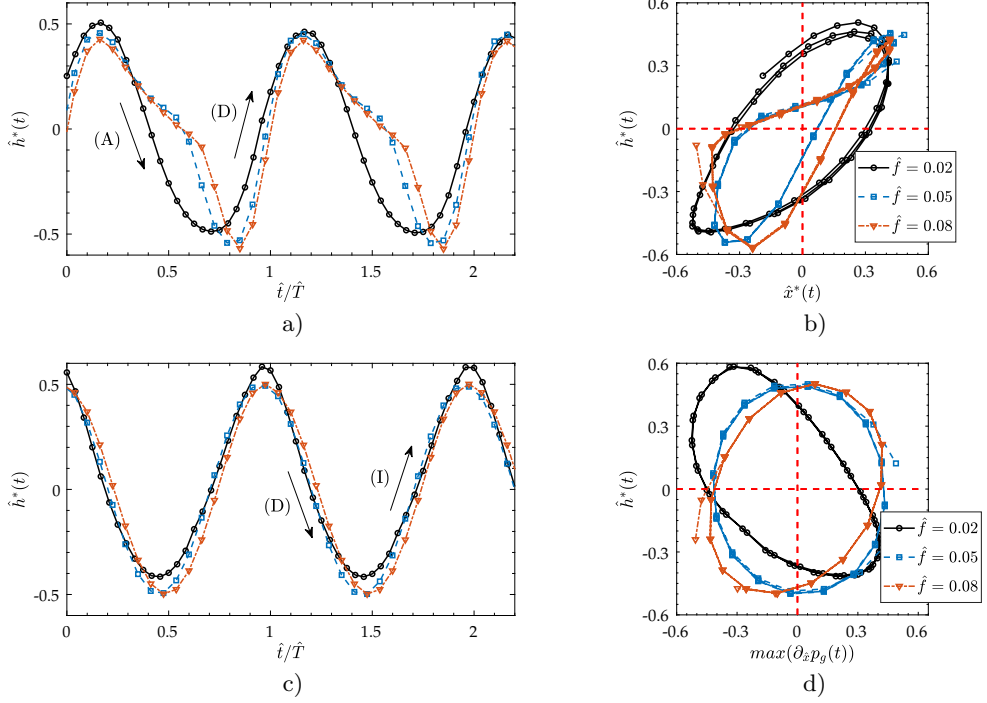 0.5
0
-0.5
ĥ*(t)
(A)
(D)
0 0.5 1 1.5 2
t̂/T̂
a)
0.6
0.3
0
-0.3
-0.6
ĥ*(t)
f̂ = 0.02
f̂ = 0.05
f̂ = 0.08
-0.6 -0.3 0 0.3 0.6
x̂*(t)
b)
0.5
0
-0.5
ĥ*(t)
(D)
(I)
0 0.5 1 1.5 2
t̂/T̂
c)
0.6
0.3
0
-0.3
-0.6
ĥ*(t)
f̂ = 0.02
f̂ = 0.05
f̂ = 0.08
-0.6 -0.3 0 0.3 0.6
max(∂x̂pg(t))
d)